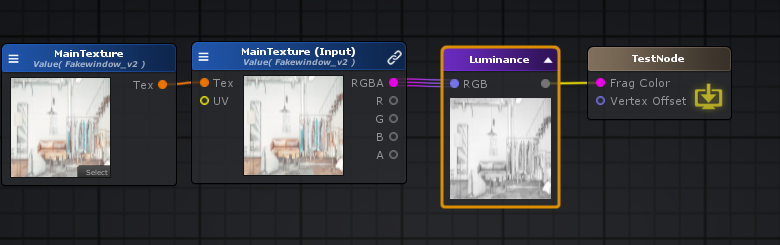 MainTexture
Value( Fakewindow_v2 )
Tex
Select
MainTexture (Input)
Value( Fakewindow_v2 )
Tex
RGBA
UV
R
G
B
A
Luminance
RGB
TestNode
Frag Color
Vertex Offset